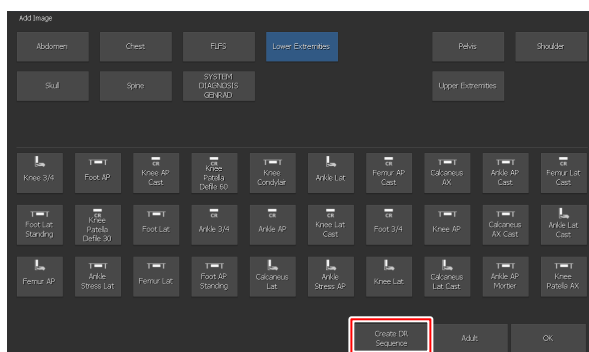 Add Image
Abdomen Chest FLFS Lower Extremities Pelvis Shoulder
Skull Spine SYSTEM DIAGNOSIS GENRAD Upper Extremities
Knee 3/4 Foot AP CR Knee AP Cast CR Knee Patella Defile 60 Knee Condylair Ankle Lat CR Femur AP Cast Calcaneus AX Ankle AP Cast CR Femur Lat Cast
Foot Lat Standing CR Knee Patella Defile 30 Foot Lat CR Ankle 3/4 CR Ankle AP CR Knee Lat Cast CR Foot 3/4 Knee AP Calcaneus AX Cast Ankle Lat Cast
Femur AP Ankle Stress Lat Femur Lat Foot AP Standing Calcaneus Lat Ankle Stress AP Knee Lat Calcaneus Lat Cast Ankle AP Mortier Knee Patella AX
Create DR Sequence Adult OK